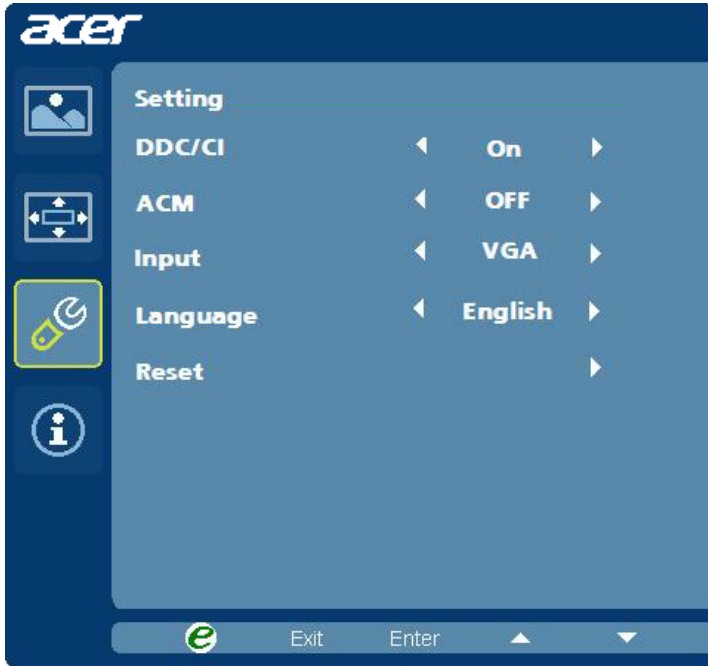 acer
Setting
DDC/CI On
ACM OFF
Input VGA
Language English
Reset
e Exit Enter